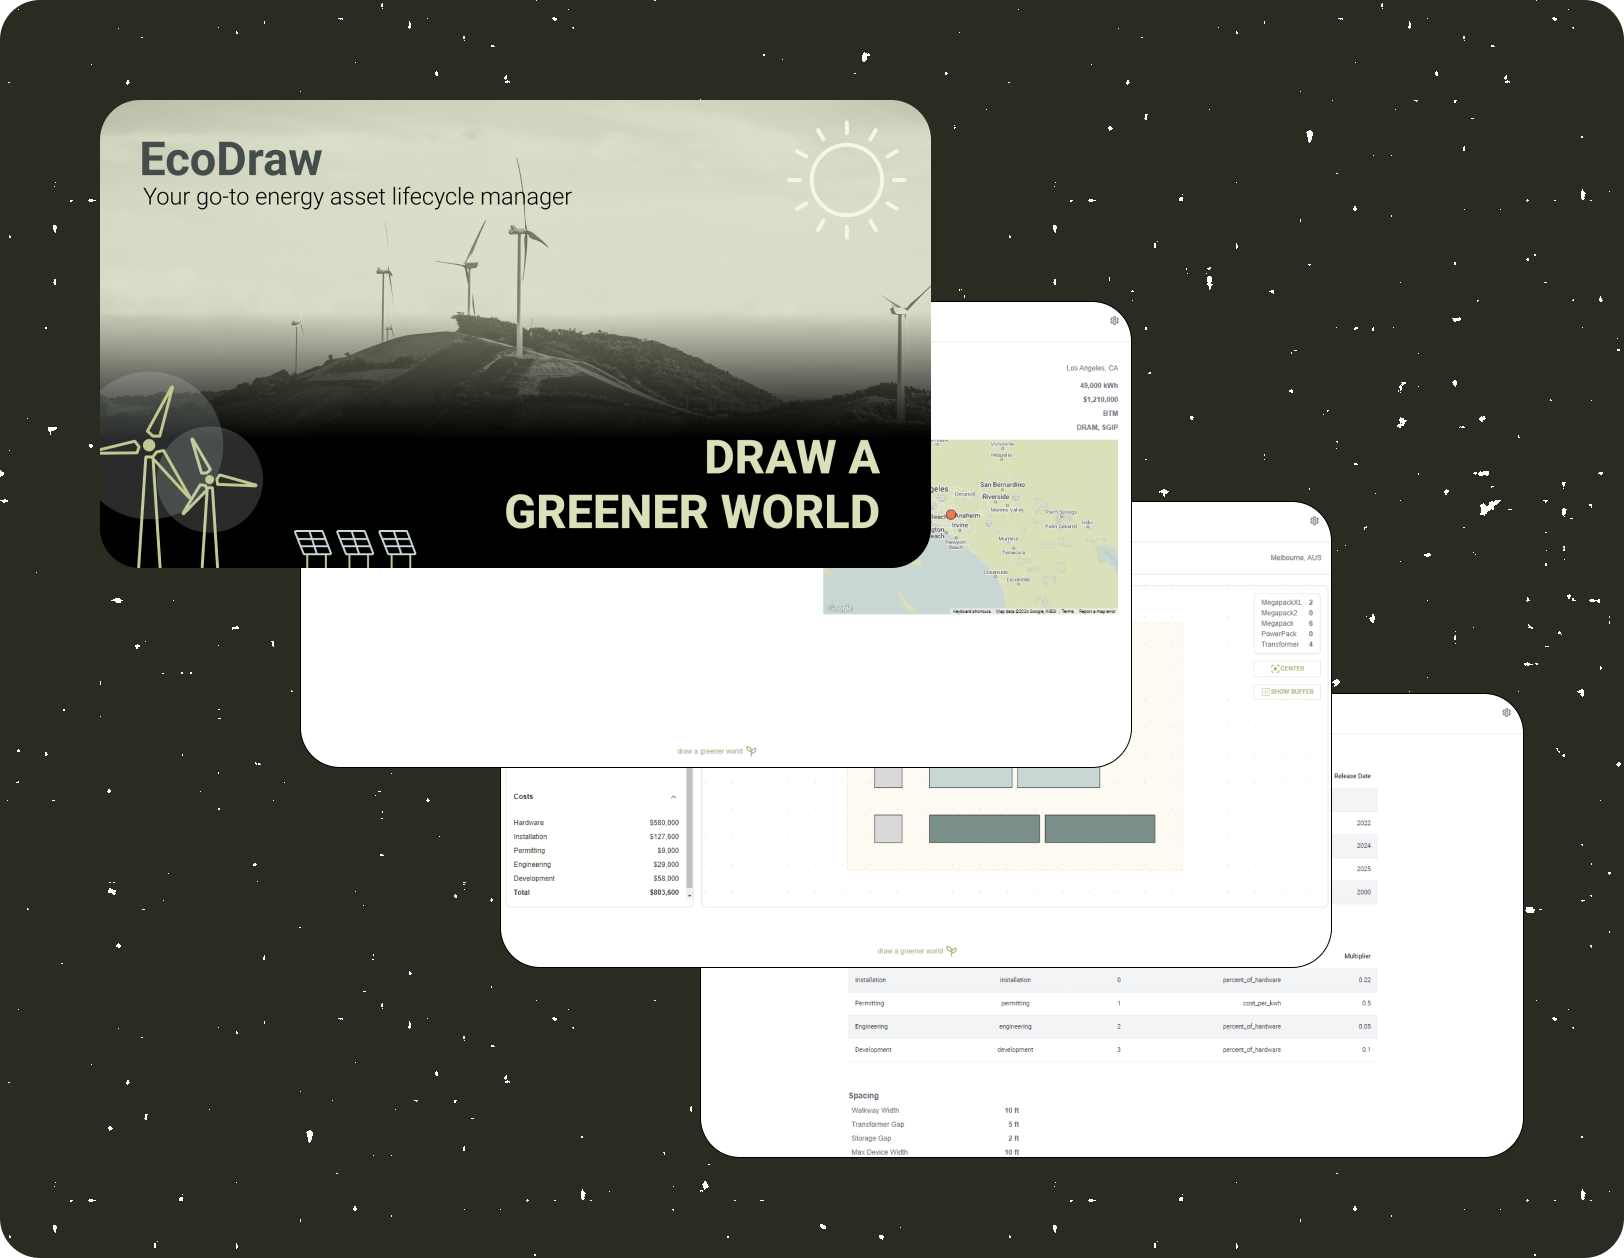 EcoDraw
Your go-to energy asset lifecycle manager
DRAW A
GREENER WORLD
Los Angeles, CA
49,000 kWh
$1,210,000
BTM
DRAM, SGIP
Victorville
Hesperia
geles
Ontario
San Bernardino
Riverside
Moreno Valley
Beach
Anaheim
Irvine
Newport
Beach
Palm Springs
Palm Desert
Indio
Murrieta
Temecula
Oceanside
Escondido
Google
Keyboard shortcuts
Map data ©2024 Google, INEGI
Terms
Report a map error
draw a greener world
Melbourne, AUS
MegapackXL 2
Megapack2 0
Megapack 6
PowerPack 0
Transformer 4
CENTER
SHOW BUFFER
Costs
Hardware $580,000
Installation $127,600
Permitting $9,000
Engineering $29,000
Development $58,000
Total $803,600
draw a greener world
Release Date
2022
2024
2025
2000
Multiplier
Installation installation 0 percent_of_hardware 0.22
Permitting permitting 1 cost_per_kwh 0.5
Engineering engineering 2 percent_of_hardware 0.05
Development development 3 percent_of_hardware 0.1
Spacing
Walkway Width 10 ft
Transformer Gap 5 ft
Storage Gap 2 ft
Max Device Width 10 ft